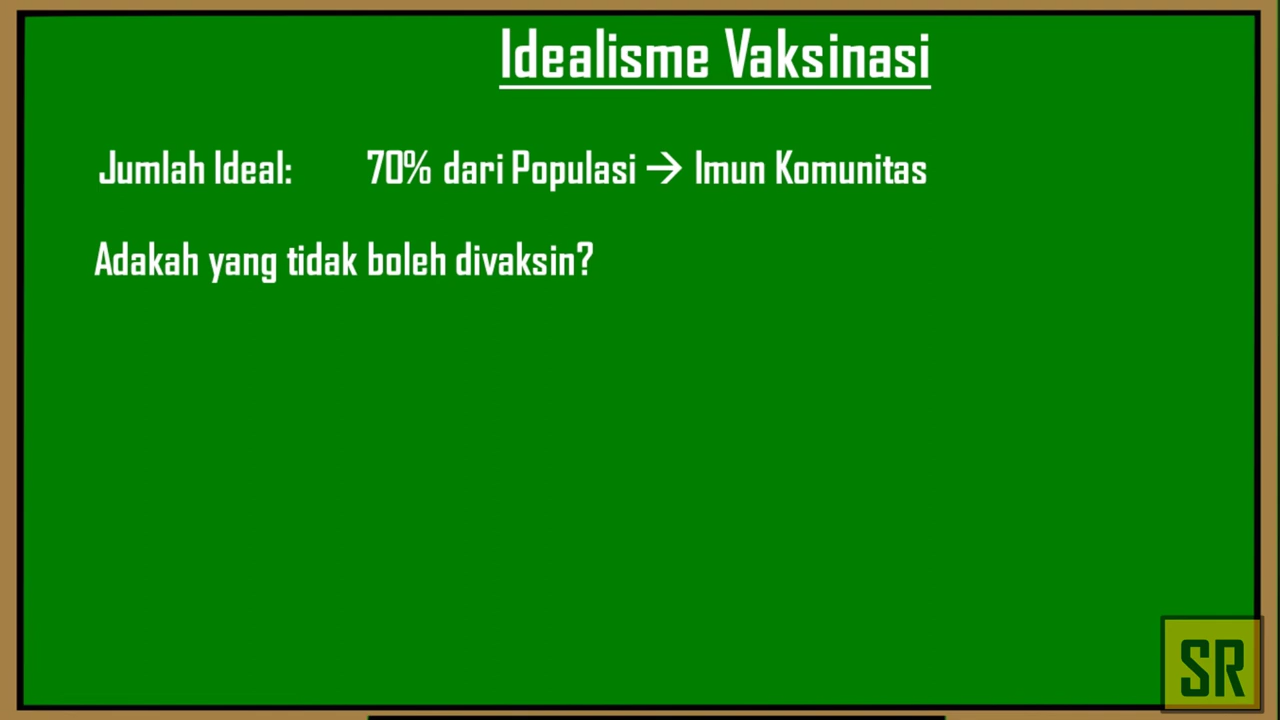 Idealisme Vaksinasi
Jumlah Ideal: 70% dari Populasi → Imun Komunitas
Adakah yang tidak boleh divaksin?
SR